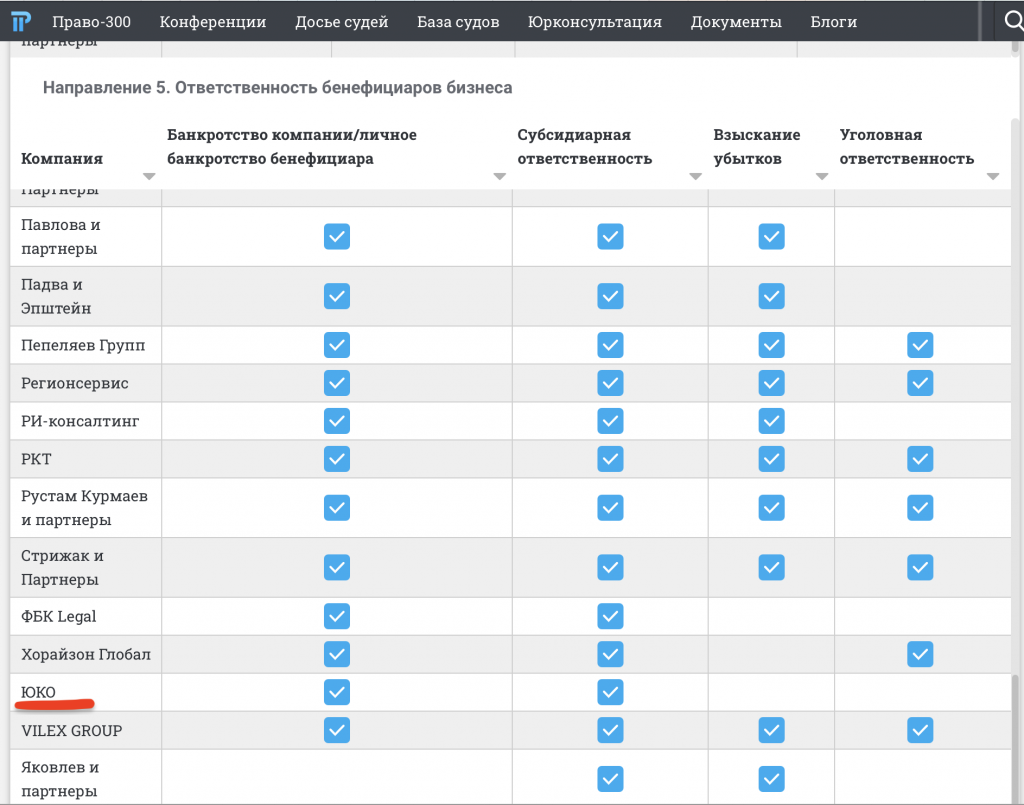 Право-300 Конференции Досье судей База судов Юрконсультация Документы Блоги
партнеры
Направление 5. Ответственность бенефициаров бизнеса
Компания
Банкротство компании/личное
банкротство бенефициара
Субсидиарная
ответственность
Взыскание
убытков
Уголовная
ответственность
Партнеры
Павлова и
партнеры
Падва и
Эпштейн
Пепеляев Групп
Регионсервис
РИ-консалтинг
РКТ
Рустам Курмаев
и партнеры
Стрижак и
Партнеры
ФБК Legal
Хорайзон Глобал
ЮКО
VILEX GROUP
Яковлев и
партнеры